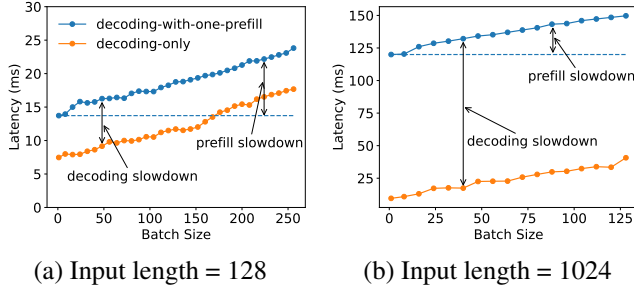 30
25
20
15
10
5
0
Latency (ms)
decoding-with-one-prefill
decoding-only
prefill slowdown
decoding slowdown
0 50 100 150 200 250
Batch Size
(a) Input length = 128
150
125
100
75
50
25
Latency (ms)
prefill slowdown
decoding slowdown
0 25 50 75 100 125
Batch Size
(b) Input length = 1024